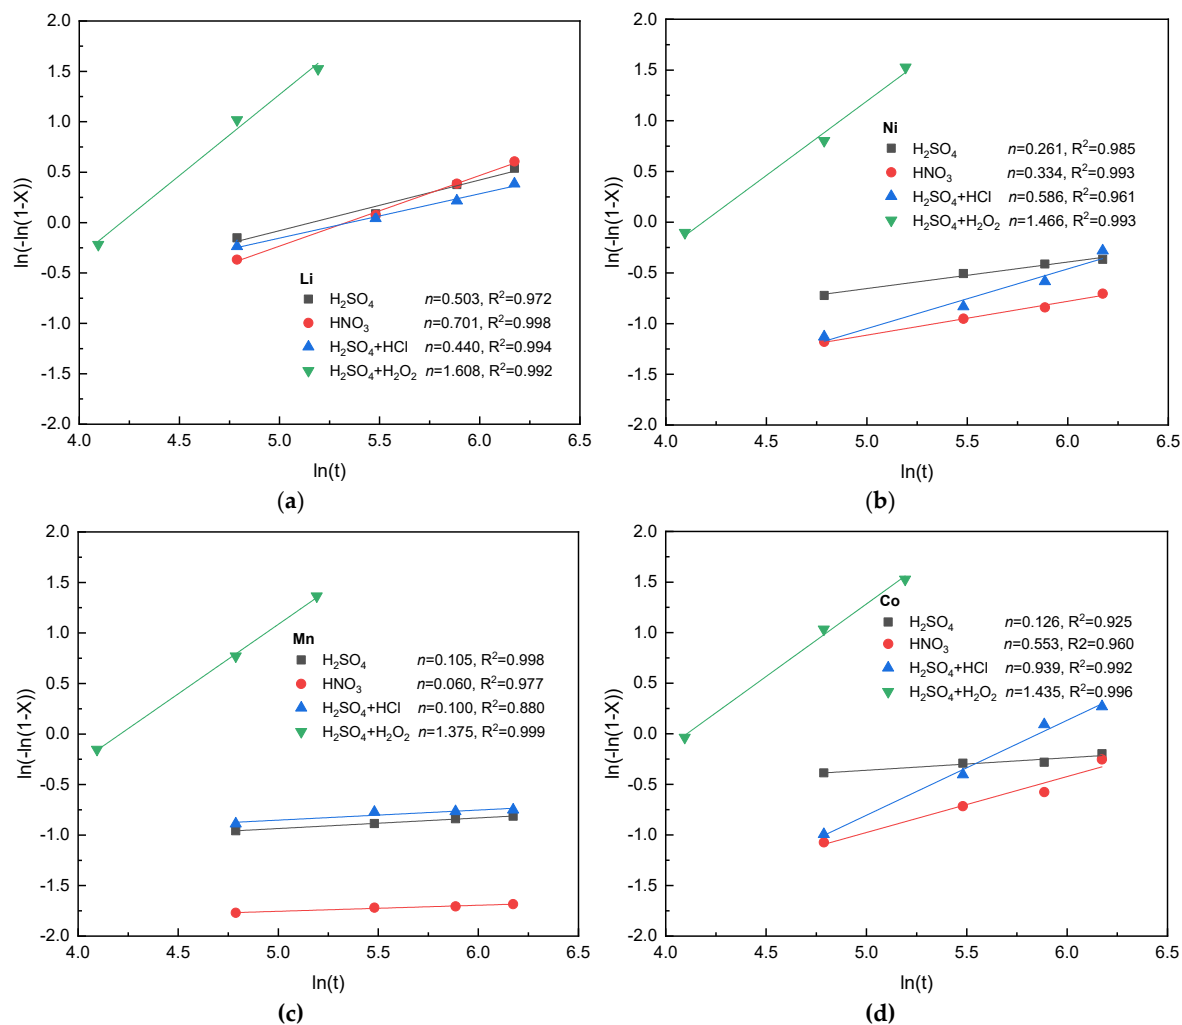 2.0
1.5
1.0
0.5
0.0
-0.5
-1.0
-1.5
-2.0
ln(-ln(1-X))
Li
H₂SO₄ n=0.503, R²=0.972
HNO₃ n=0.701, R²=0.998
H₂SO₄+HCl n=0.440, R²=0.994
H₂SO₄+H₂O₂ n=1.608, R²=0.992
4.0 4.5 5.0 5.5 6.0 6.5
ln(t)
(a)
2.0
1.5
1.0
0.5
0.0
-0.5
-1.0
-1.5
-2.0
ln(-ln(1-X))
Ni
H₂SO₄ n=0.261, R²=0.985
HNO₃ n=0.334, R²=0.993
H₂SO₄+HCl n=0.586, R²=0.961
H₂SO₄+H₂O₂ n=1.466, R²=0.993
4.0 4.5 5.0 5.5 6.0 6.5
ln(t)
(b)
2.0
1.5
1.0
0.5
0.0
-0.5
-1.0
-1.5
-2.0
ln(-ln(1-X))
Mn
H₂SO₄ n=0.105, R²=0.998
HNO₃ n=0.060, R²=0.977
H₂SO₄+HCl n=0.100, R²=0.880
H₂SO₄+H₂O₂ n=1.375, R²=0.999
4.0 4.5 5.0 5.5 6.0 6.5
ln(t)
(c)
2.0
1.5
1.0
0.5
0.0
-0.5
-1.0
-1.5
-2.0
ln(-ln(1-X))
Co
H₂SO₄ n=0.126, R²=0.925
HNO₃ n=0.553, R2=0.960
H₂SO₄+HCl n=0.939, R²=0.992
H₂SO₄+H₂O₂ n=1.435, R²=0.996
4.0 4.5 5.0 5.5 6.0 6.5
ln(t)
(d)